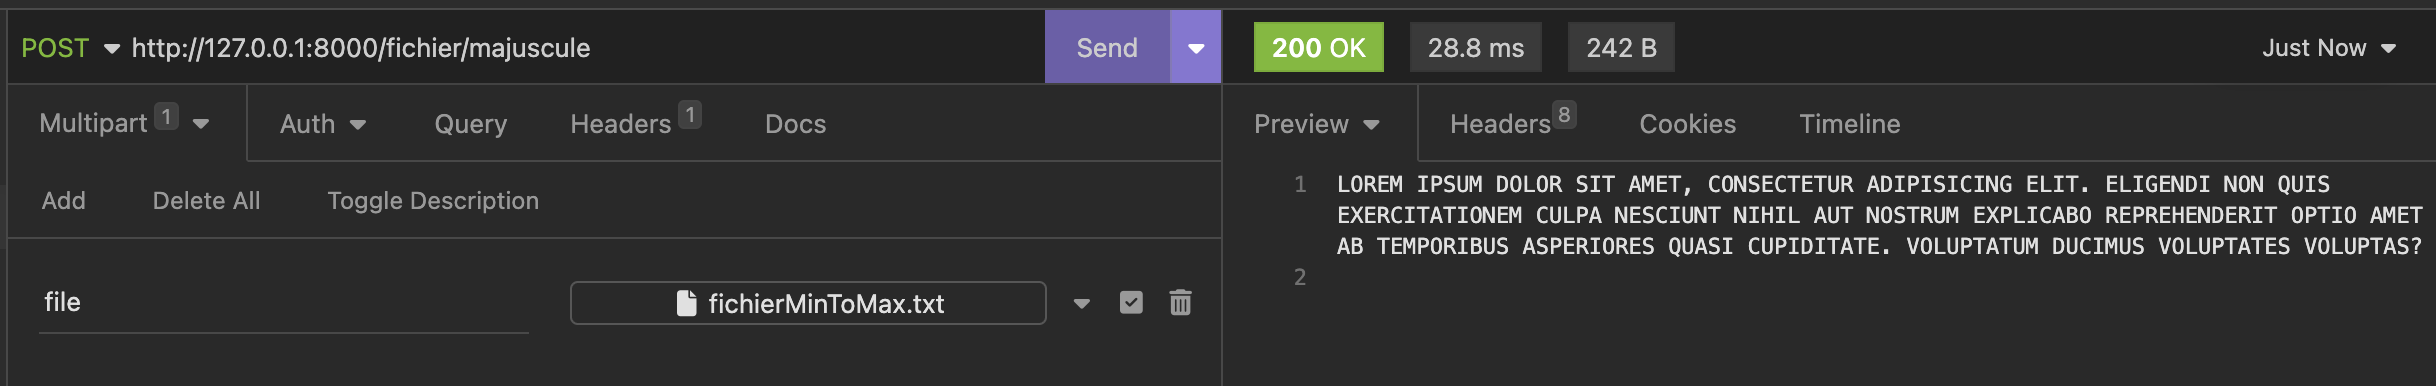 POST http://127.0.0.1:8000/fichier/majuscule Send
200 OK 28.8 ms 242 B Just Now
Multipart 1 Auth Query Headers 1 Docs
Preview Headers 8 Cookies Timeline
Add Delete All Toggle Description
file fichierMinToMax.txt
1 LOREM IPSUM DOLOR SIT AMET, CONSECTETUR ADIPISICING ELIT. ELIGENDI NON QUIS
EXERCITATIONEM CULPA NESCIUNT NIHIL AUT NOSTRUM EXPLICABO REPREHENDERIT OPTIO AMET
AB TEMPORIBUS ASPERIORES QUASI CUPIDITATE. VOLUPTATUM DUCIMUS VOLUPTATES VOLUPTAS?
2